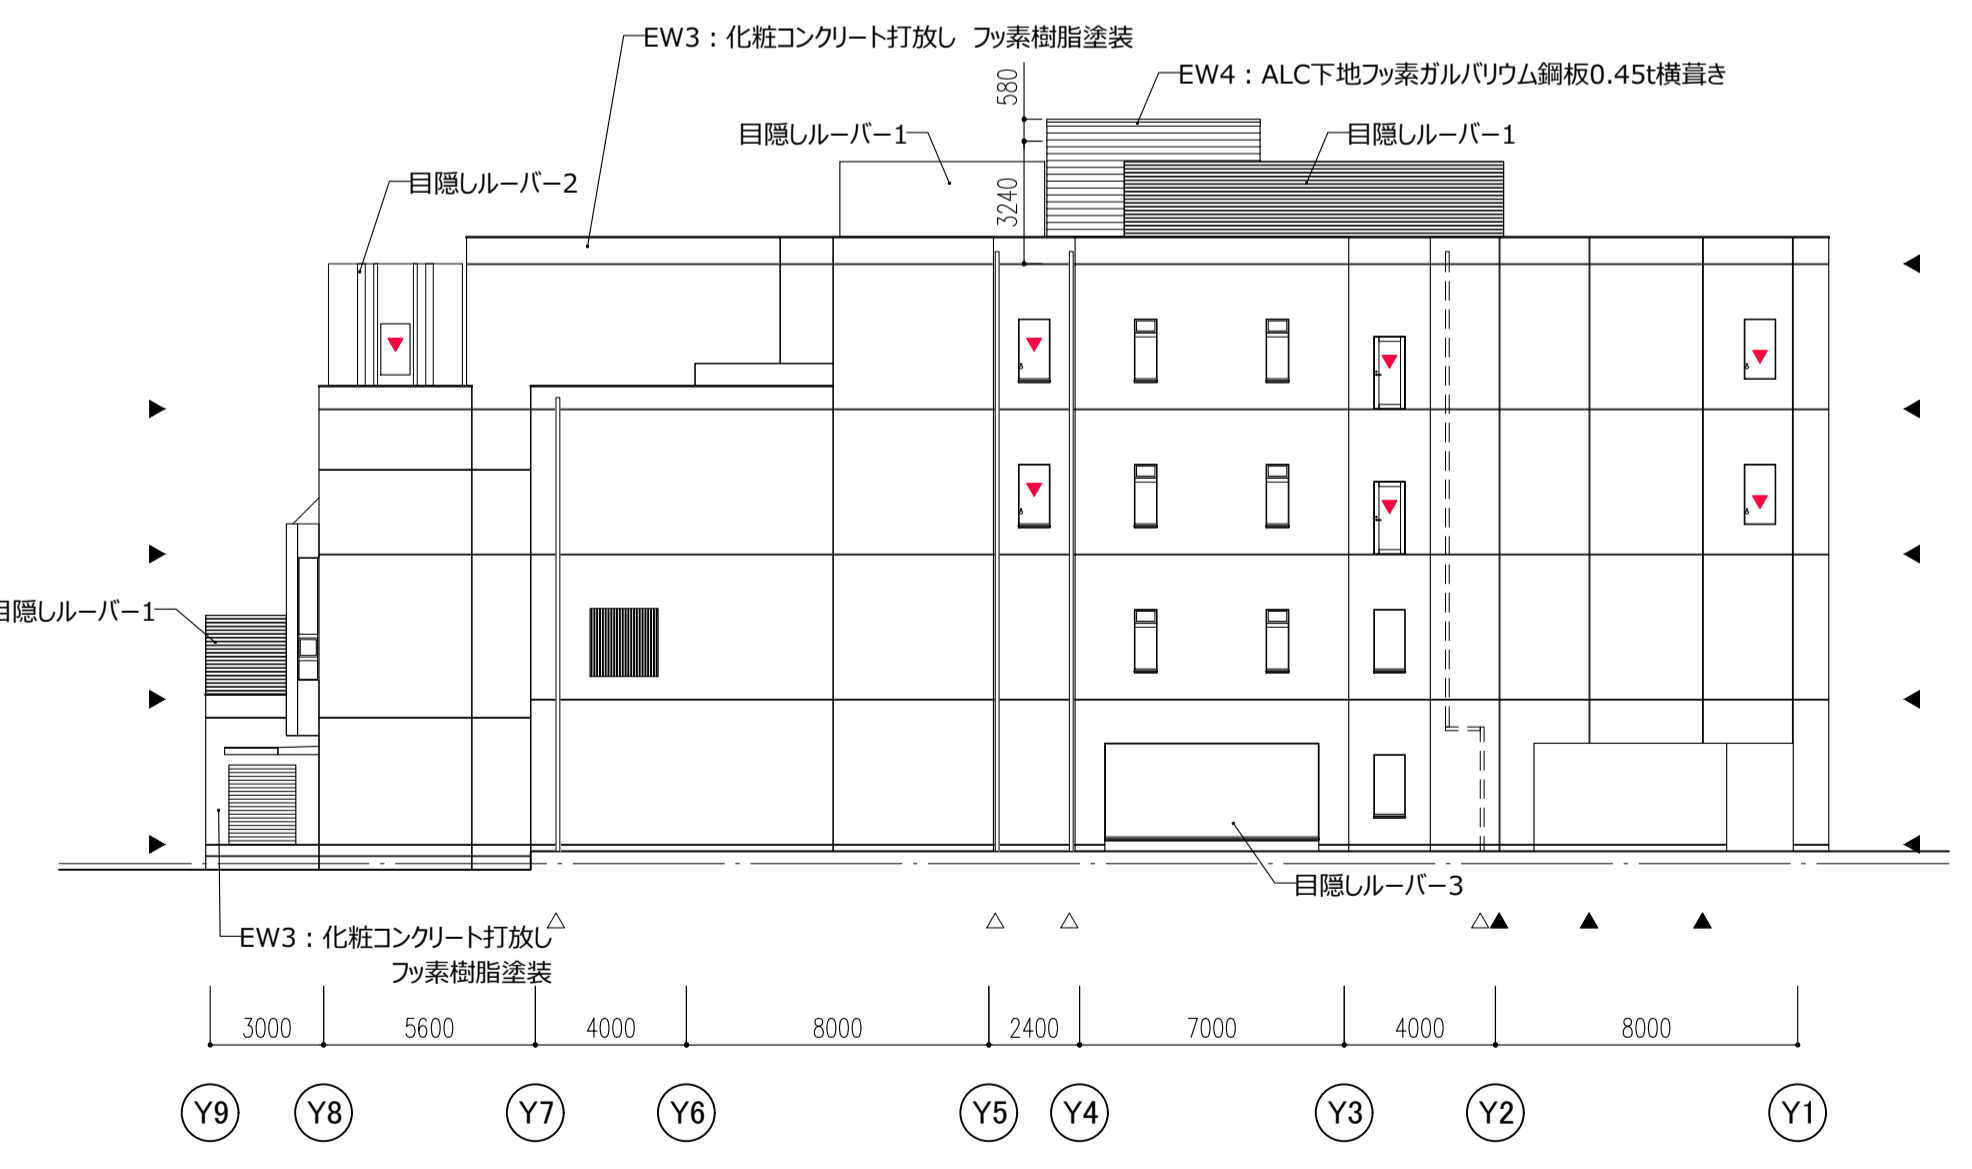 EW3：化粧コンクリート打放し フッ素樹脂塗装
580
EW4：ALC下地フッ素ガルバリウム鋼板0.45t横葺き
目隠しルーバー1
目隠しルーバー1
目隠しルーバー2
3240
目隠しルーバー1
目隠しルーバー3
EW3：化粧コンクリート打放し
フッ素樹脂塗装
3000 5600 4000 8000 2400 7000 4000 8000
Y9 Y8 Y7 Y6 Y5 Y4 Y3 Y2 Y1